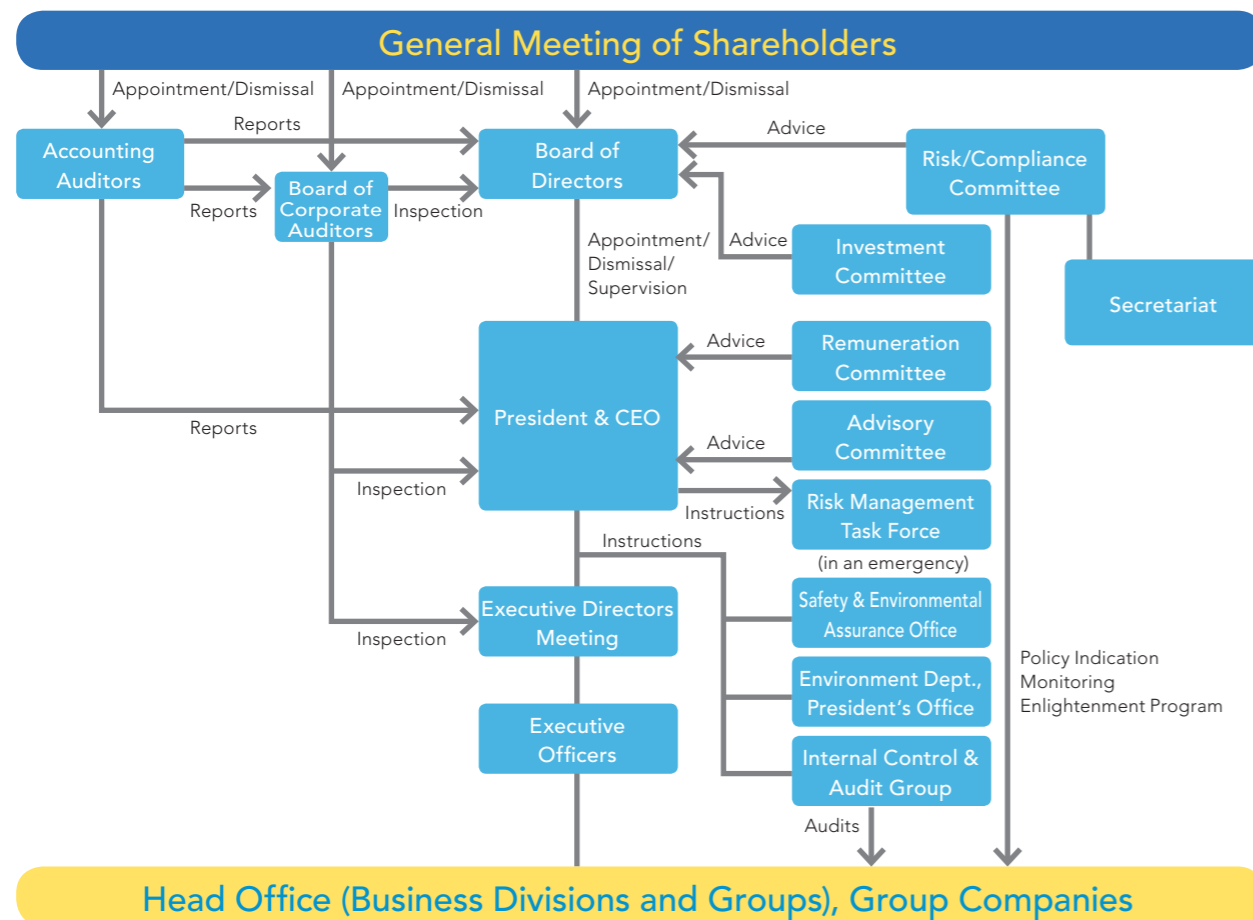 General Meeting of Shareholders
Appointment/Dismissal
Appointment/Dismissal
Appointment/Dismissal
Reports
Advice
Accounting
Auditors
Board of
Directors
Risk/Compliance
Committee
Reports
Board of
Corporate
Auditors
Inspection
Appointment/
Dismissal/
Supervision
Advice
Investment
Committee
Secretariat
Advice
Remuneration
Committee
President & CEO
Reports
Advice
Advisory
Committee
Inspection
Instructions
Risk Management
Task Force
(in an emergency)
Instructions
Executive Directors
Meeting
Inspection
Safety & Environmental
Assurance Office
Environment Dept.,
President's Office
Policy Indication
Monitoring
Enlightenment Program
Executive
Officers
Internal Control &
Audit Group
Audits
Head Office (Business Divisions and Groups), Group Companies